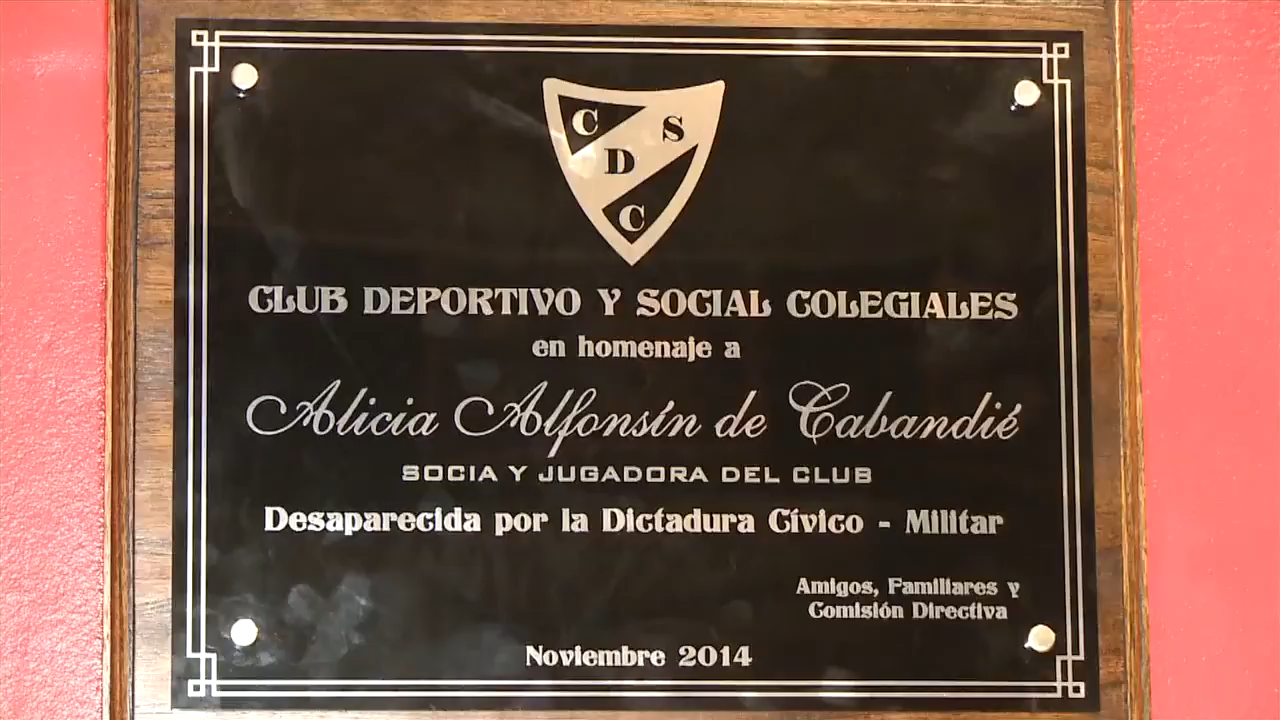 C S
D
C
CLUB DEPORTIVO Y SOCIAL COLEGIALES
en homenaje a
Alicia Alfonsín de Cabandié
SOCIA Y JUGADORA DEL CLUB
Desaparecida por la Dictadura Cívico - Militar
Amigos, Familiares y
Comisión Directiva
Noviembre 2014